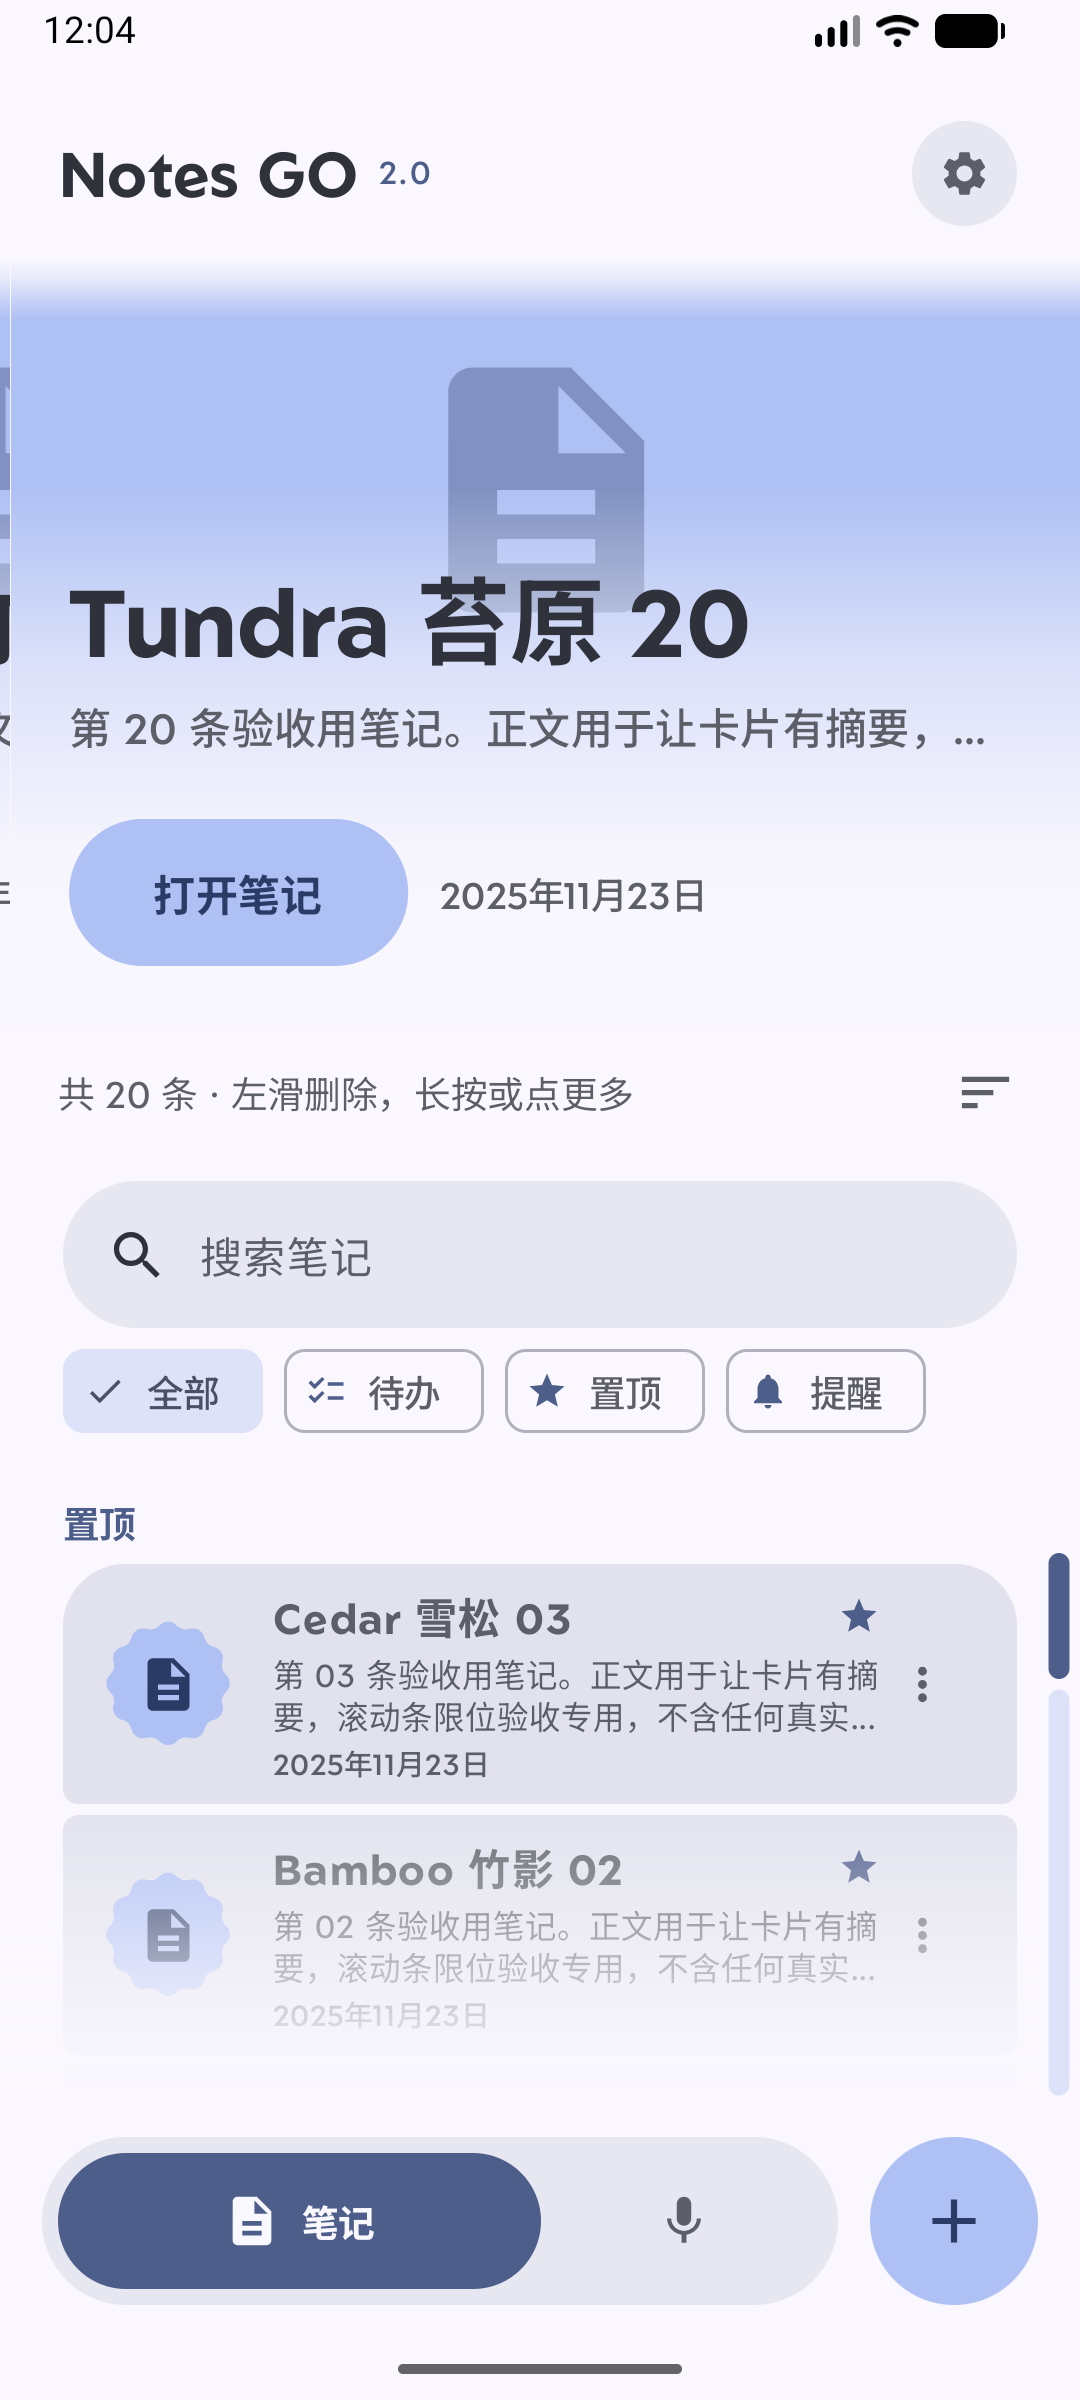 12:04
Notes GO 2.0
Tundra 苔原 20
第 20 条验收用笔记。正文用于让卡片有摘要，...
打开笔记
2025年11月23日
共 20 条 · 左滑删除，长按或点更多
搜索笔记
全部
待办
置顶
提醒
置顶
Cedar 雪松 03
第 03 条验收用笔记。正文用于让卡片有摘
要，滚动条限位验收专用，不含任何真实...
2025年11月23日
Bamboo 竹影 02
第 02 条验收用笔记。正文用于让卡片有摘
要，滚动条限位验收专用，不含任何真实...
2025年11月23日
笔记